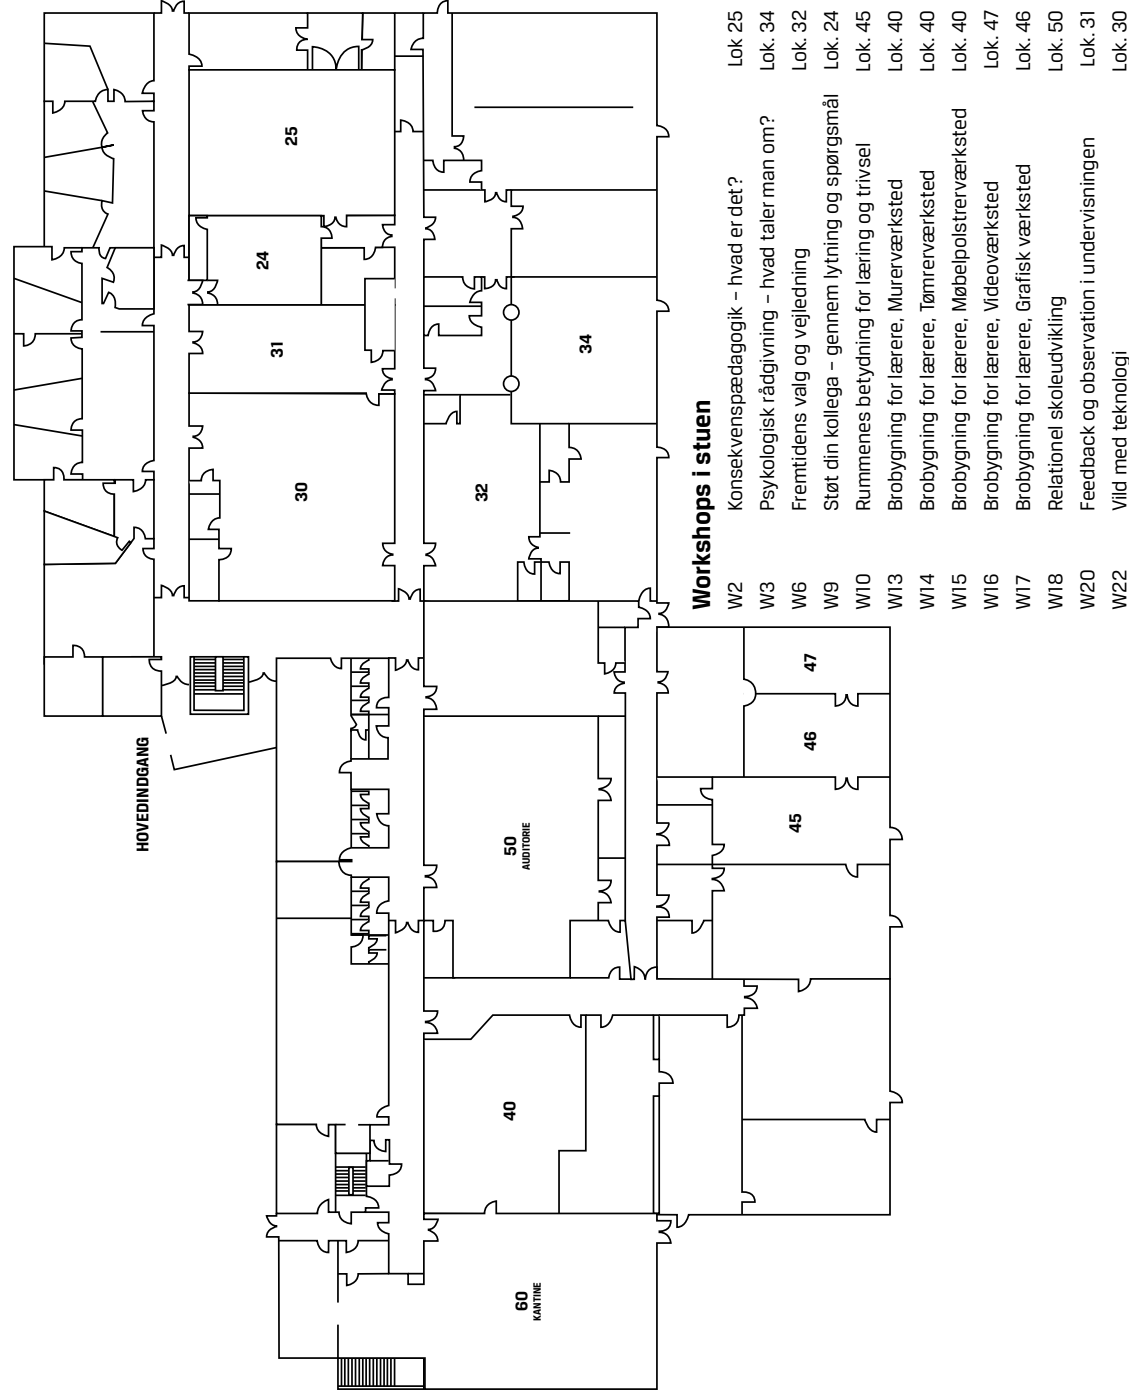 HOVEDINDGANG
24
31
25
30
32
60
KANTINE
40
50
AUDITORIE
34
45
46
47
Workshops i stuen
W2 Konsekvenspædagogik – hvad er det? Lok 25
W3 Psykologisk rådgivning – hvad taler man om? Lok. 34
W6 Fremtidens valg og vejledning Lok. 32
W9 Støt din kollega – gennem lytning og spørgsmål Lok. 24
W10 Rummenes betydning for læring og trivsel Lok. 45
W13 Brobygning for lærere, Murerværksted Lok. 40
W14 Brobygning for lærere, Tømrerværksted Lok. 40
W15 Brobygning for lærere, Møbelpolstrerværksted Lok. 40
W16 Brobygning for lærere, Videoværksted Lok. 47
W17 Brobygning for lærere, Grafisk værksted Lok. 46
W18 Relationel skoleudvikling Lok. 50
W20 Feedback og observation i undervisningen Lok. 31
W22 Vild med teknologi Lok. 30